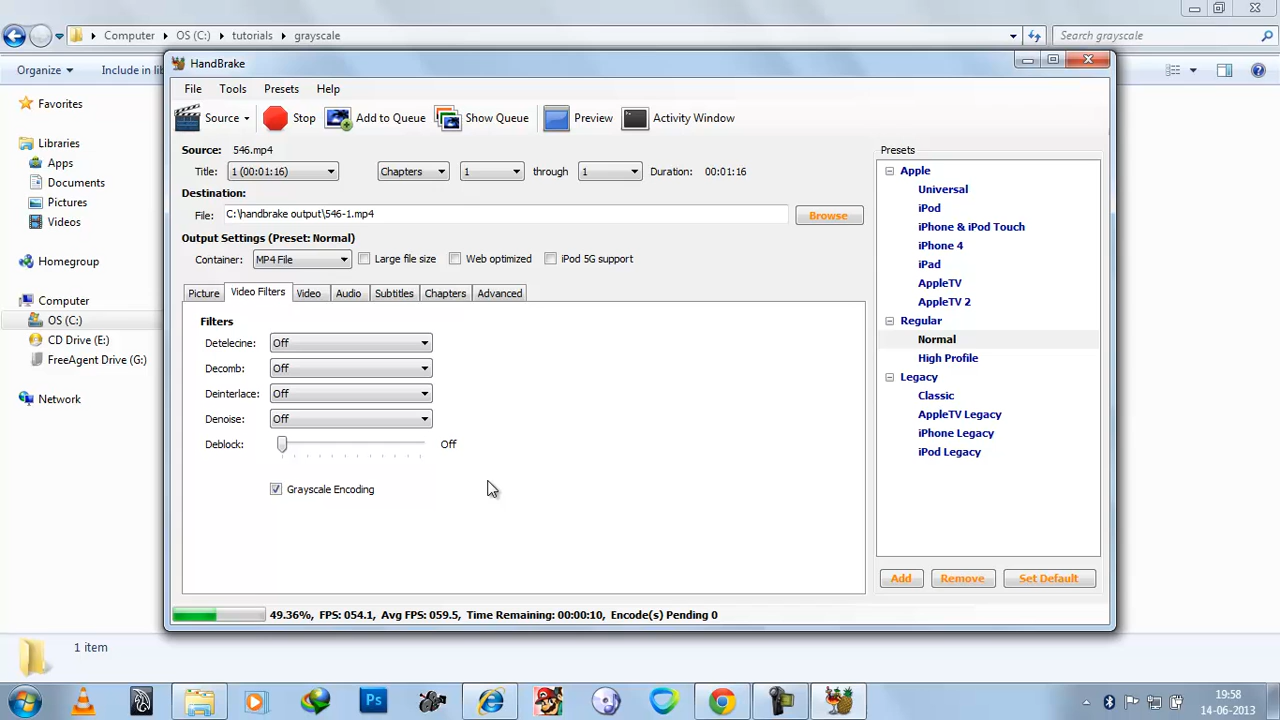 Computer OS (C:) tutorials grayscale Search grayscale
Organize Include in lib
Favorites
Libraries
Apps
Documents
Pictures
Videos
Homegroup
Computer
OS (C:)
CD Drive (E:)
FreeAgent Drive (G:)
Network
1 item
HandBrake
File Tools Presets Help
Source Stop Add to Queue Show Queue Preview Activity Window
Source: 546.mp4
Title: 1 (00:01:16) Chapters 1 through 1 Duration: 00:01:16
Destination:
File: C:\handbrake output\546-1.mp4 Browse
Output Settings (Preset: Normal)
Container: MP4 File Large file size Web optimized iPod 5G support
Picture Video Filters Video Audio Subtitles Chapters Advanced
Filters
Detelecine: Off
Decomb: Off
Deinterlace: Off
Denoise: Off
Deblock: Off
Grayscale Encoding
Presets
Apple
Universal
iPod
iPhone & iPod Touch
iPhone 4
iPad
AppleTV
AppleTV 2
Regular
Normal
High Profile
Legacy
Classic
AppleTV Legacy
iPhone Legacy
iPod Legacy
Add Remove Set Default
49.36%, FPS: 054.1, Avg FPS: 059.5, Time Remaining: 00:00:10, Encode(s) Pending 0
Ps
19:58
14-06-2013